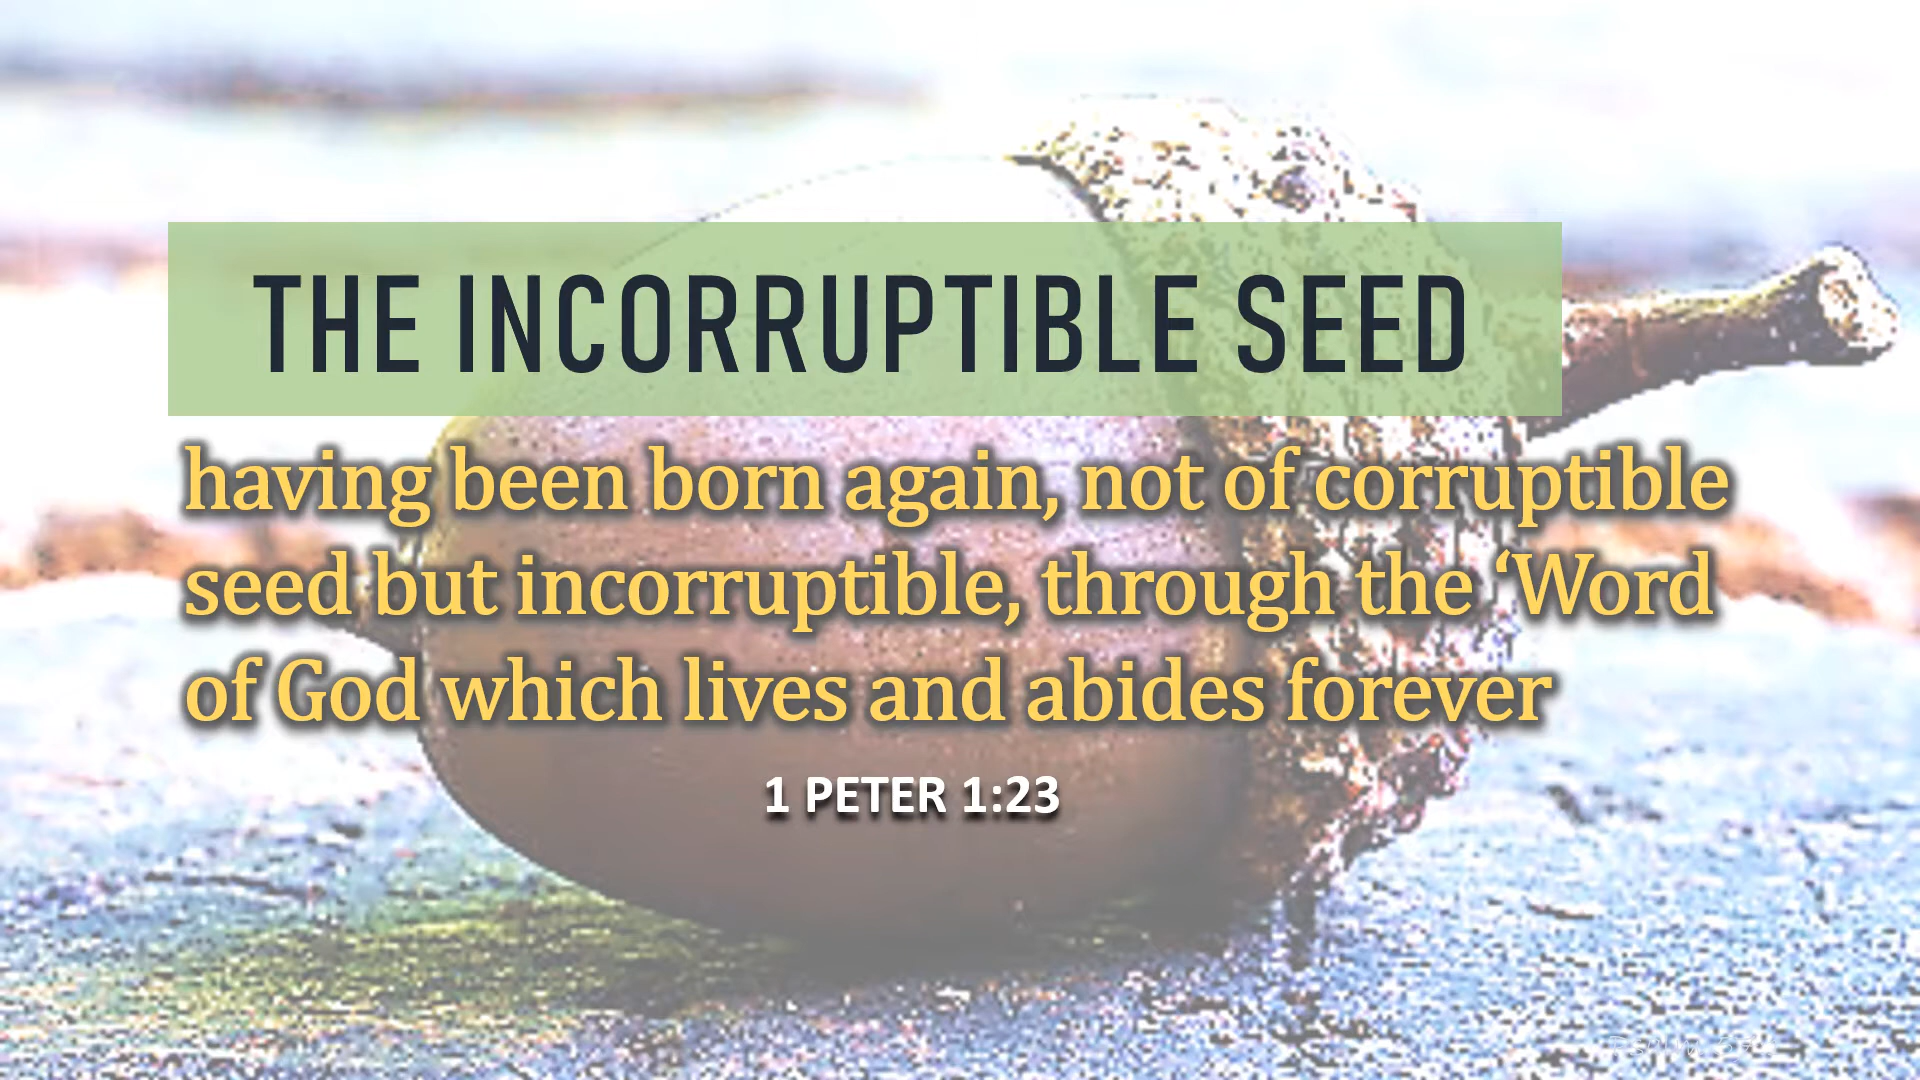 THE INCORRUPTIBLE SEED
having been born again, not of corruptible
seed but incorruptible, through the ‘Word
of God which lives and abides forever
1 PETER 1:23